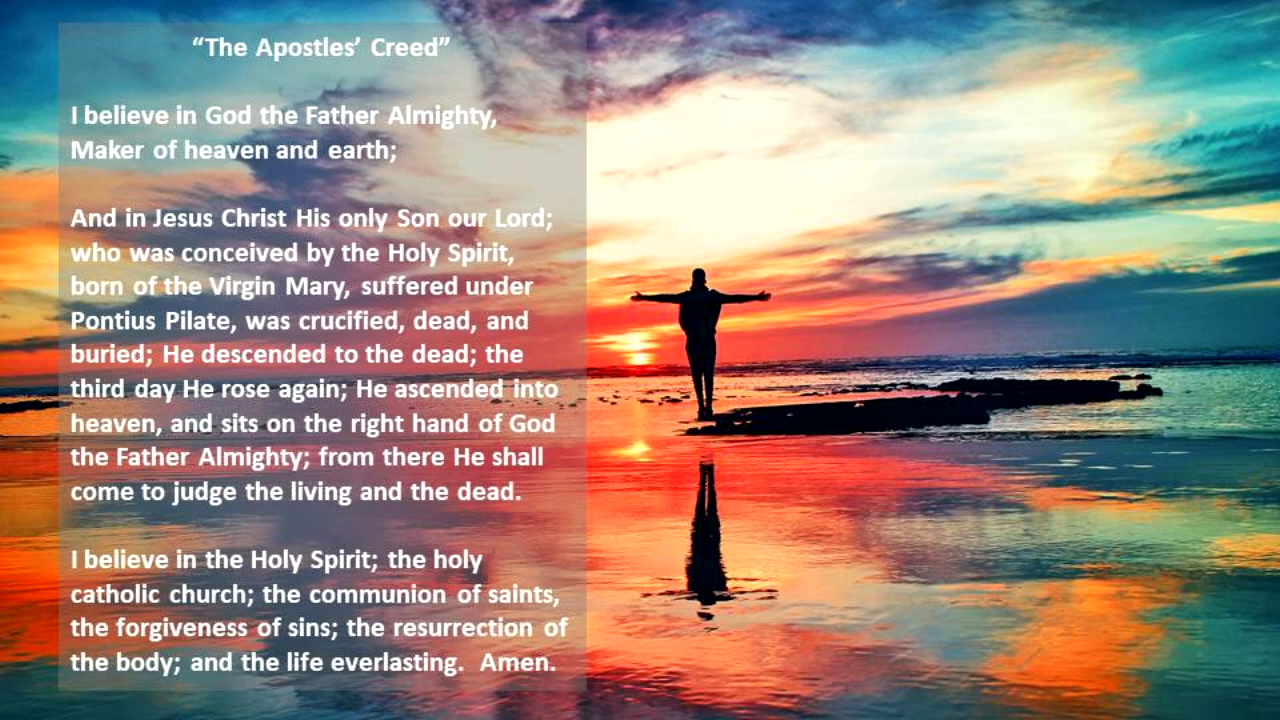 “The Apostles’ Creed”
I believe in God the Father Almighty,
Maker of heaven and earth;
And in Jesus Christ His only Son our Lord;
who was conceived by the Holy Spirit,
born of the Virgin Mary, suffered under
Pontius Pilate, was crucified, dead, and
buried; He descended to the dead; the
third day He rose again; He ascended into
heaven, and sits on the right hand of God
the Father Almighty; from there He shall
come to judge the living and the dead.
I believe in the Holy Spirit; the holy
catholic church; the communion of saints,
the forgiveness of sins; the resurrection of
the body; and the life everlasting.  Amen.